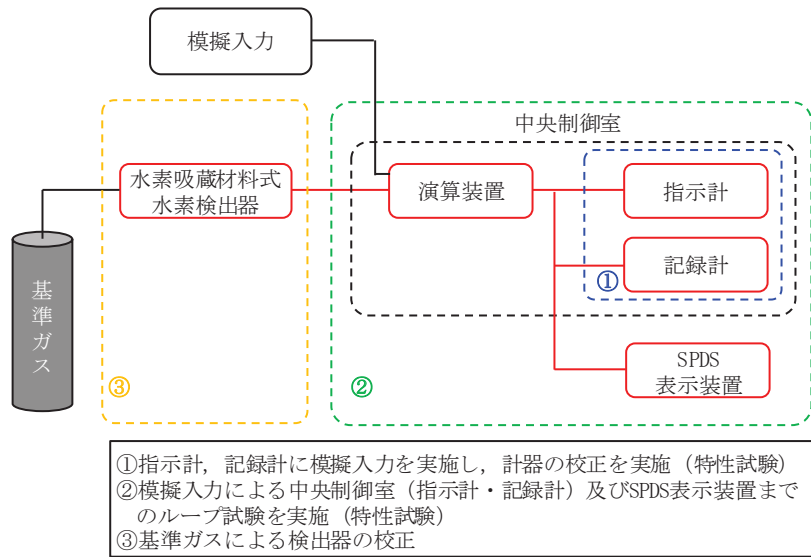 模擬入力
中央制御室
水素吸蔵材料式
水素検出器
演算装置
指示計
記録計
①
基準ガス
SPDS
表示装置
③
②
①指示計，記録計に模擬入力を実施し，計器の校正を実施（特性試験）
②模擬入力による中央制御室（指示計・記録計）及びSPDS表示装置まで
のループ試験を実施（特性試験）
③基準ガスによる検出器の校正